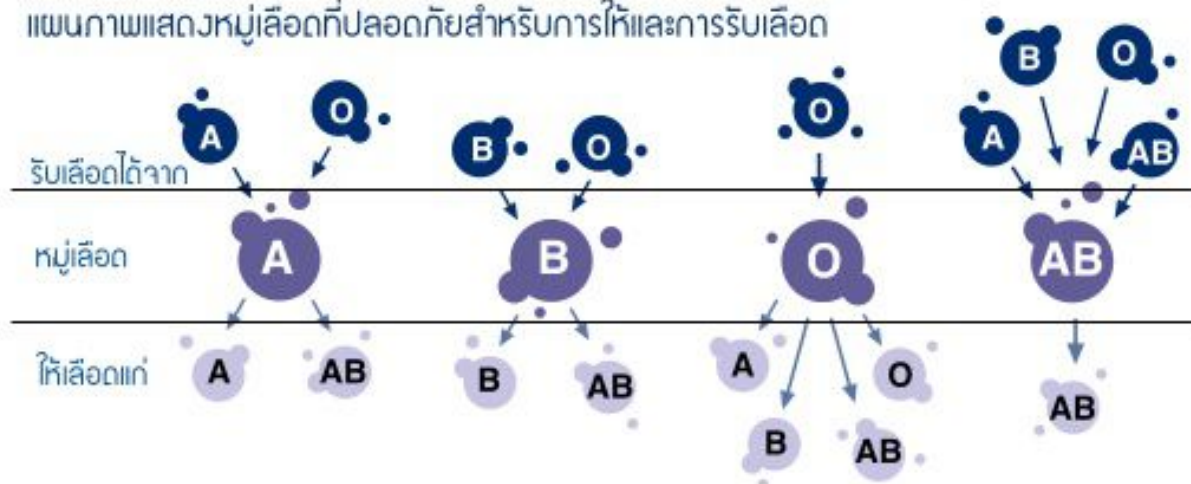 แผนภาพแสดงหมู่เลือดที่ปลอดภัยสำหรับการให้และการรับเลือด
B O
A O B O O A AB
รับเลือดได้จาก
หมู่เลือด A B O AB
ให้เลือดแก่ A AB B AB A O AB
B AB